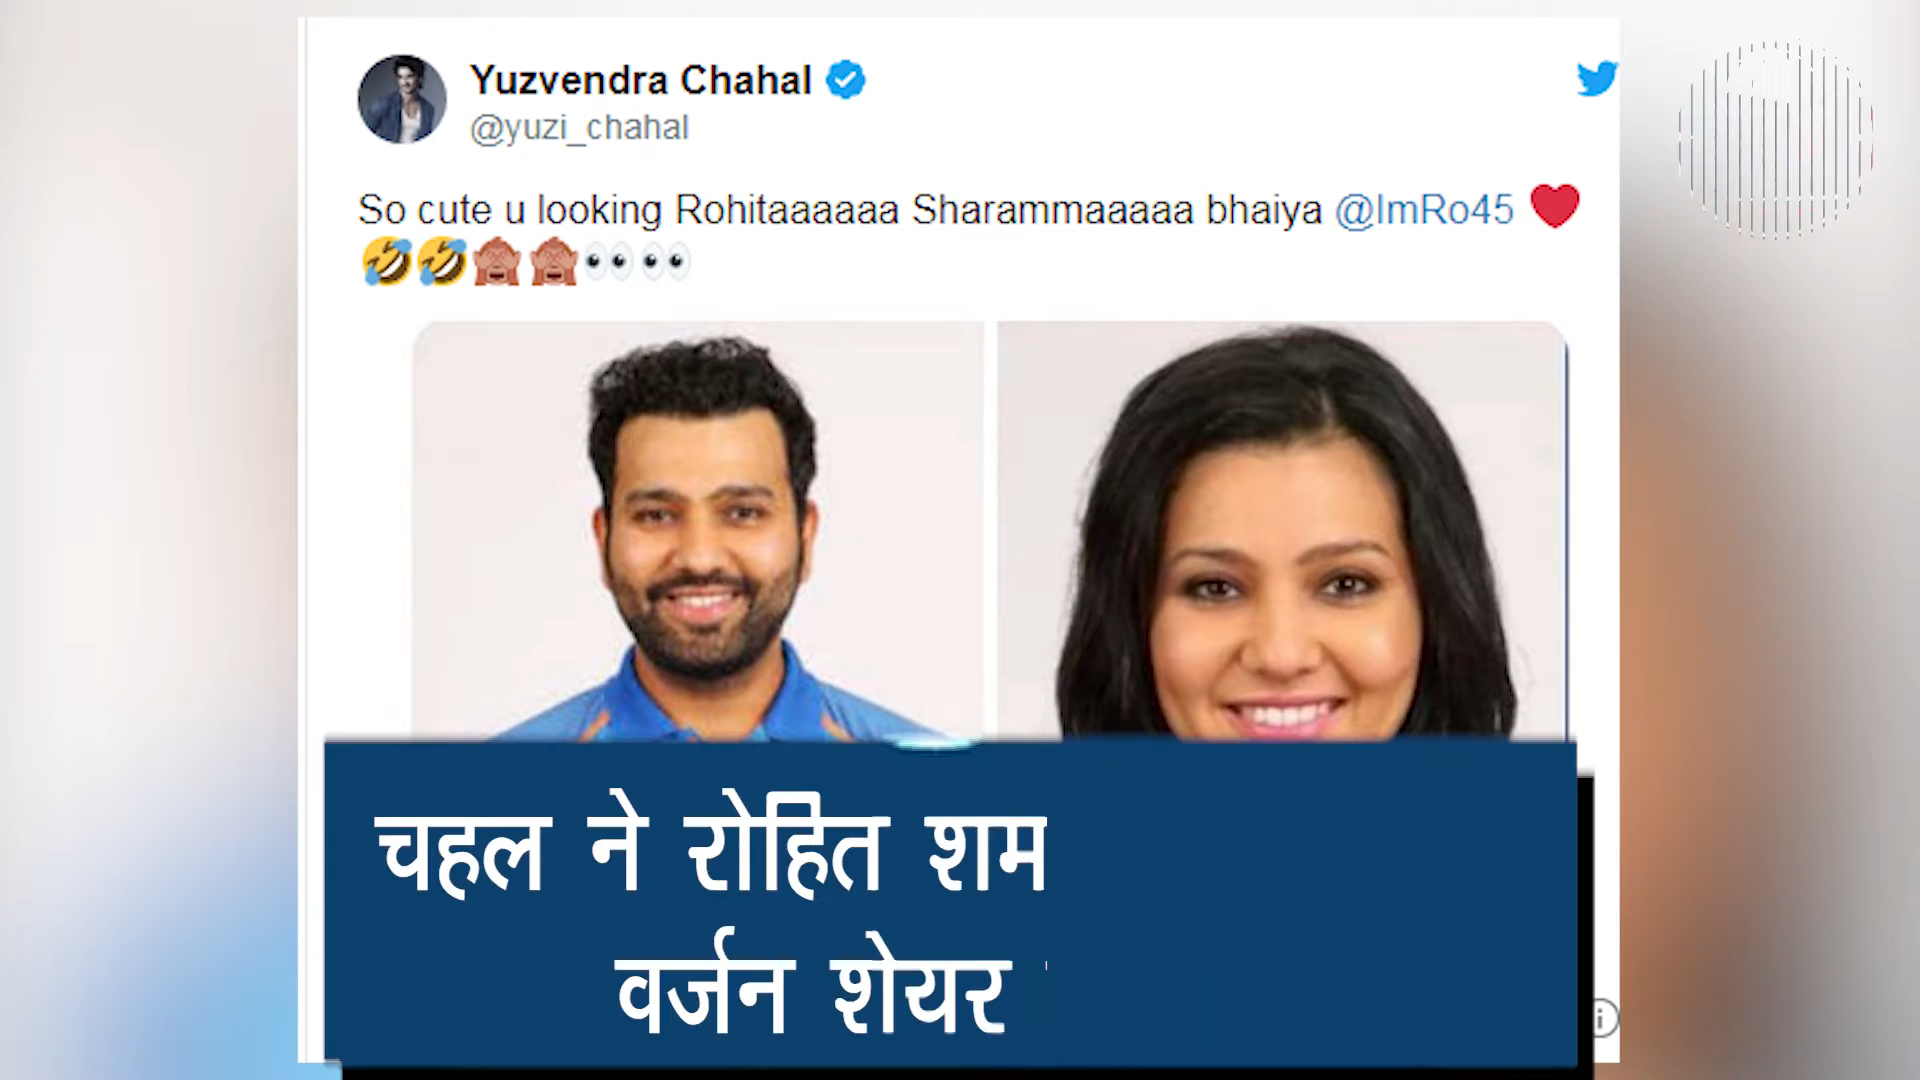 Yuzvendra Chahal
@yuzi_chahal
So cute u looking Rohitaaaaaa Sharammaaaaa bhaiya @ImRo45 ❤️
🤣🤣🙈🙈👀👀
चहल ने रोहित शम
वर्जन शेयर